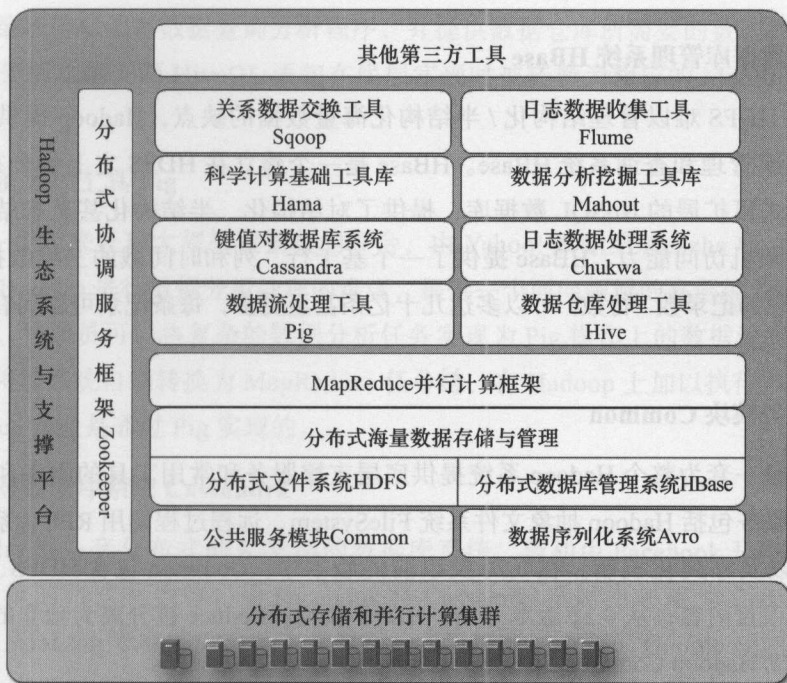 其他第三方工具
Hadoop生态系统与支撑平台
分布式协调服务框架Zookeeper
关系数据交换工具
Sqoop
日志数据收集工具
Flume
科学计算基础工具库
Hama
数据分析挖掘工具库
Mahout
键值对数据库系统
Cassandra
日志数据处理系统
Chukwa
数据流处理工具
Pig
数据仓库处理工具
Hive
MapReduce并行计算框架
分布式海量数据存储与管理
分布式文件系统HDFS
分布式数据库管理系统HBase
公共服务模块Common
数据序列化系统Avro
分布式存储和并行计算集群